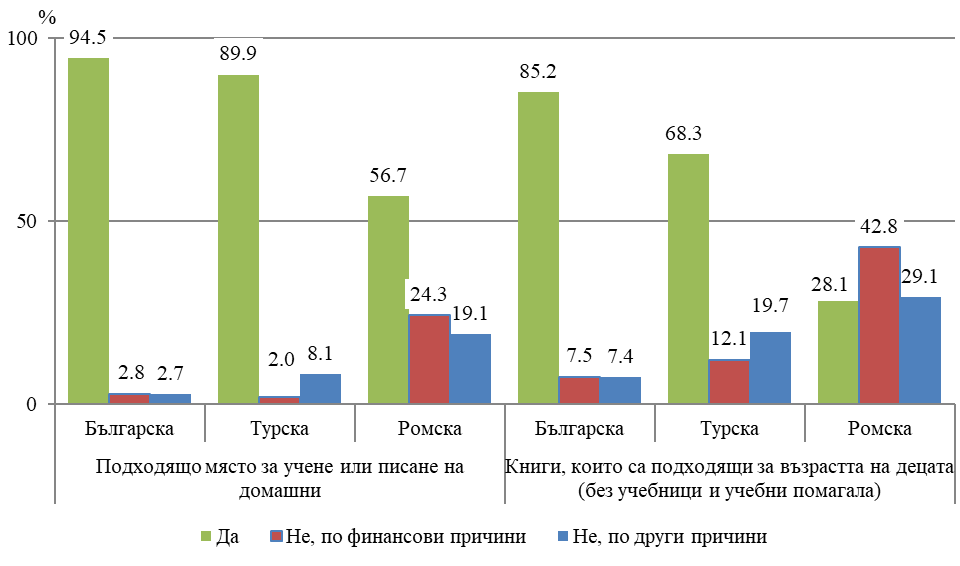 %
100
50
0
94.5
2.8
2.7
89.9
2.0
8.1
56.7
24.3
19.1
85.2
7.5
7.4
68.3
12.1
19.7
28.1
42.8
29.1
Българска
Турска
Ромска
Българска
Турска
Ромска
Подходящо място за учене или писане на
домашни
Книги, които са подходящи за възрастта на децата
(без учебници и учебни помагала)
Да
Не, по финансови причини
Не, по други причини